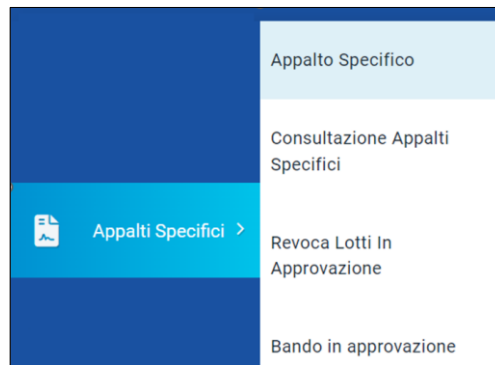 Appalto Specifico
Consultazione Appalti
Specifici
Appalti Specifici
Revoca Lotti In
Approvazione
Bando in approvazione